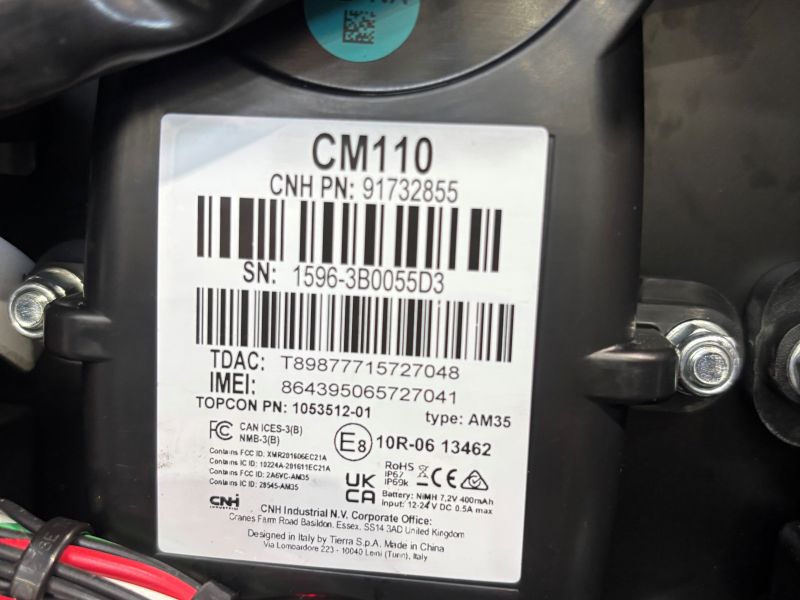 CM110
CNH PN: 91732855
SN: 1596-3B0055D3
TDAC: T89877715727048
IMEI: 864395065727041
TOPCON PN: 1053512-01 type: AM35
FC CAN ICES-3(B)
NMB-3(B)
E8 10R-06 13462
Contains FCC ID: XMR201606EC21A
Contains IC ID: 10224A-201611EC21A
Contains FCC ID: 2A6VC-AM35
Contains IC ID: 28545-AM35
UK
CA
RoHS
IP67
IP69k
CE
Battery: NiMH 7,2V 400mAh
Input: 12-24 V DC 0.5A max
CNH
CNH Industrial N.V. Corporate Office:
Cranes Farm Road Basildon, Essex, SS14 3AD United Kingdom
Designed in Italy by Tierra S.p.A. Made in China
Via Lombardore 223 - 10040 Leinì (Turin), Italy